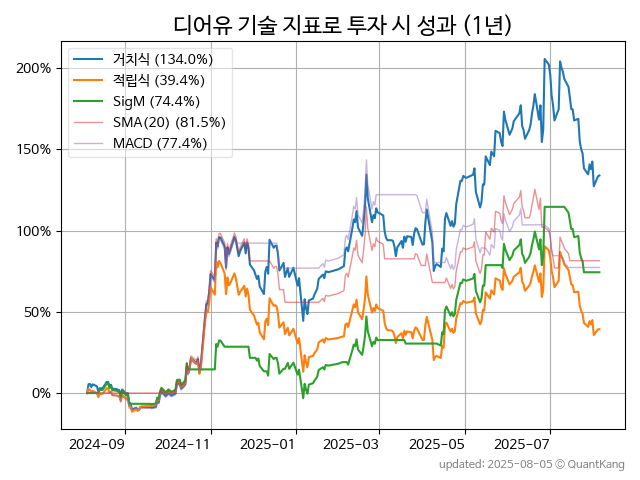 디어유 기술 지표로 투자 시 성과 (1년)
거치식 (134.0%)
적립식 (39.4%)
SigM (74.4%)
SMA(20) (81.5%)
MACD (77.4%)
200%
150%
100%
50%
0%
2024-09 2024-11 2025-01 2025-03 2025-05 2025-07
updated: 2025-08-05 © QuantKang